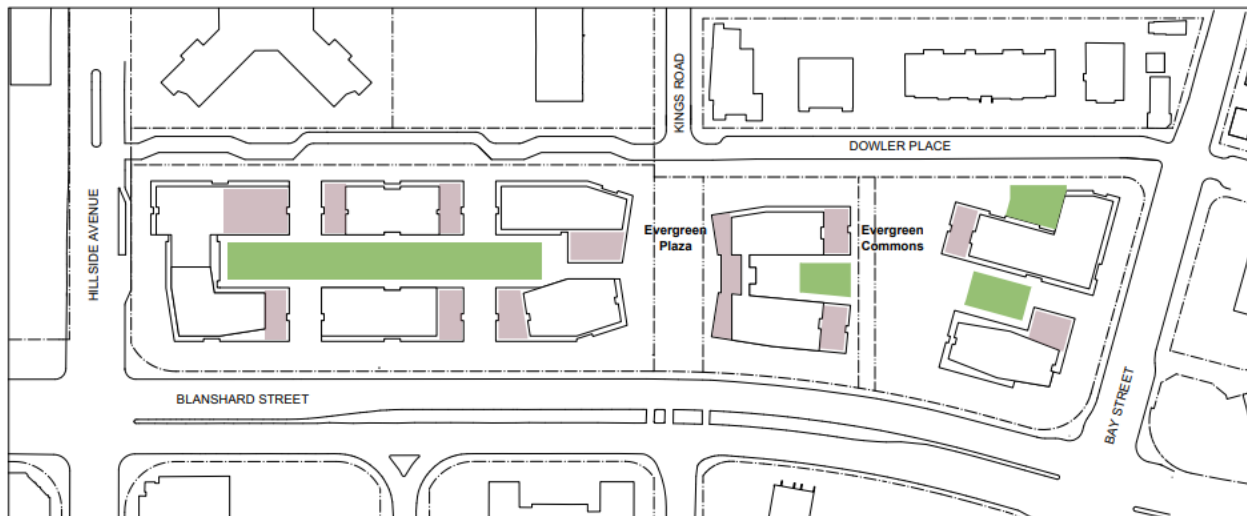 KINGS ROAD
DOWLER PLACE
HILLSIDE AVENUE
Evergreen
Plaza
Evergreen
Commons
BLANSHARD STREET
BAY STREET